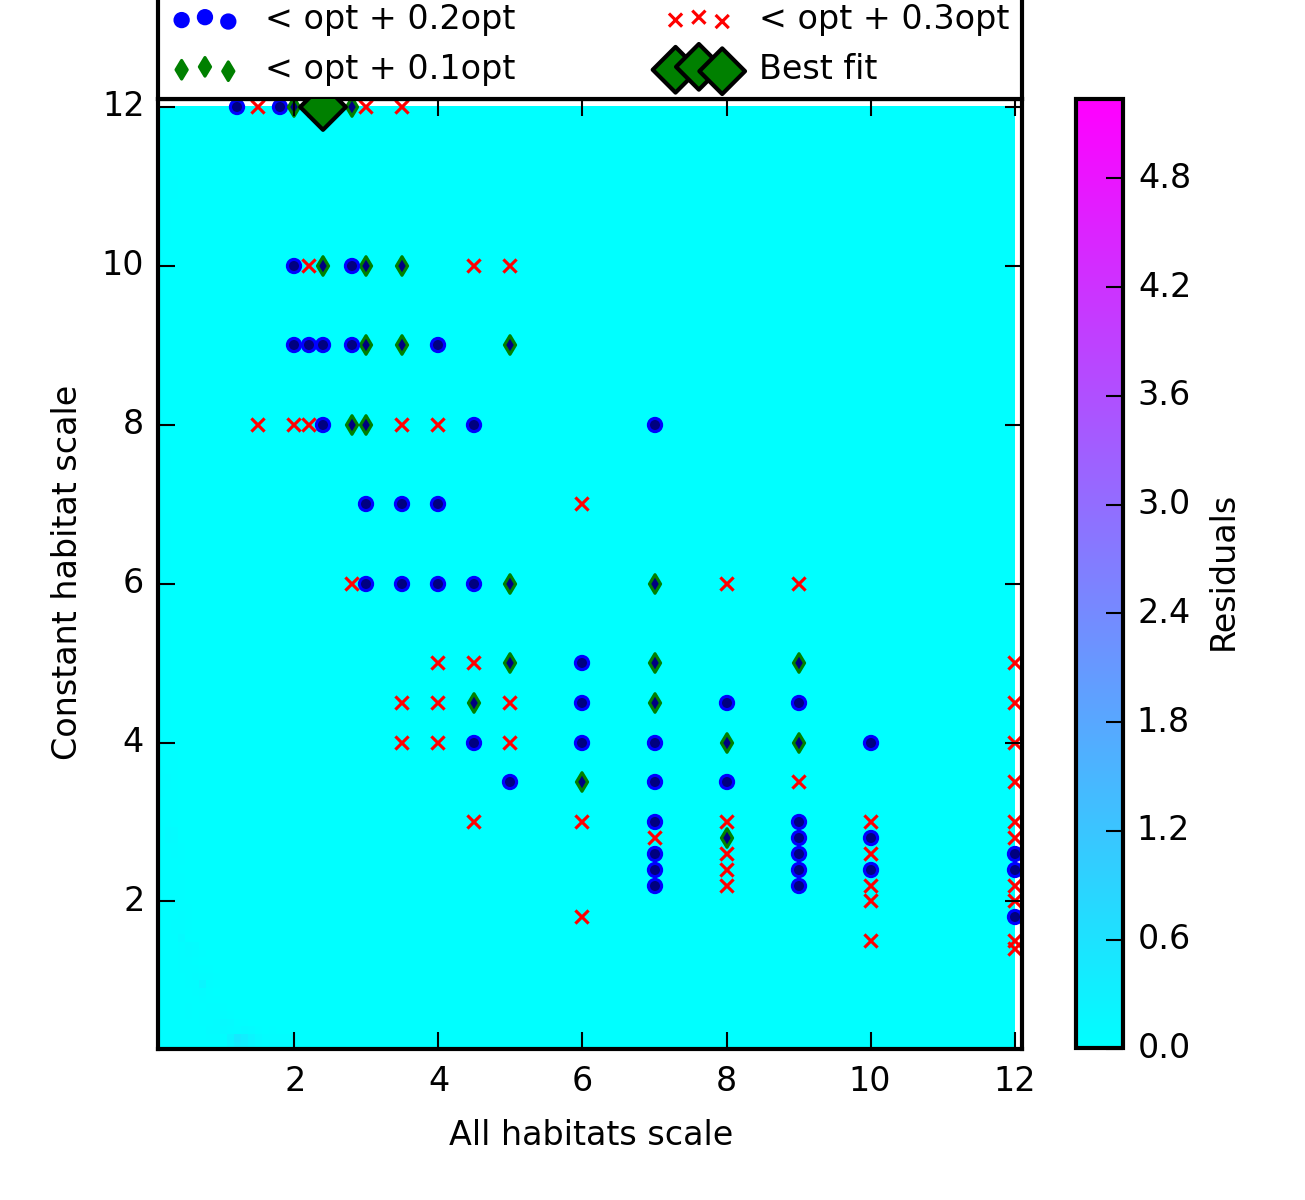 < opt + 0.2opt
< opt + 0.3opt
< opt + 0.1opt
Best fit
12
10
8
6
4
2
Constant habitat scale
2 4 6 8 10 12
All habitats scale
4.8
4.2
3.6
3.0
2.4
1.8
1.2
0.6
0.0
Residuals